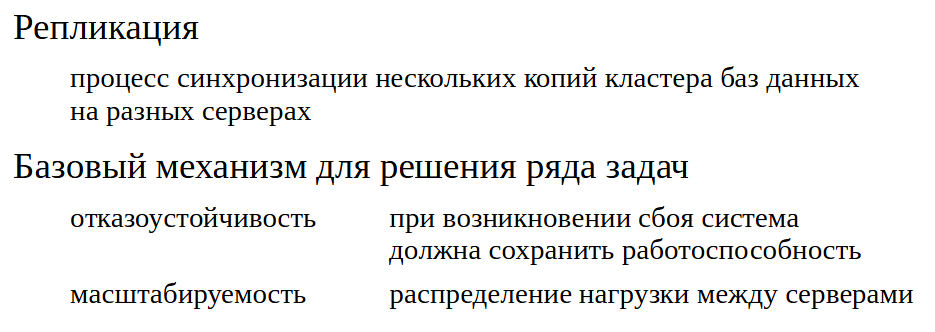 Репликация
процесс синхронизации нескольких копий кластера баз данных
на разных серверах
Базовый механизм для решения ряда задач
отказоустойчивость при возникновении сбоя система
должна сохранить работоспособность
масштабируемость распределение нагрузки между серверами